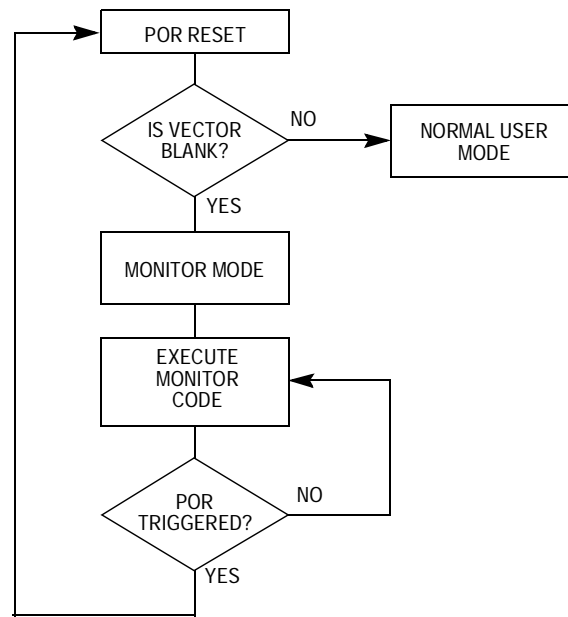 POR RESET
IS VECTOR
BLANK?
NO
NORMAL USER
MODE
YES
MONITOR MODE
EXECUTE
MONITOR
CODE
POR
TRIGGERED?
NO
YES